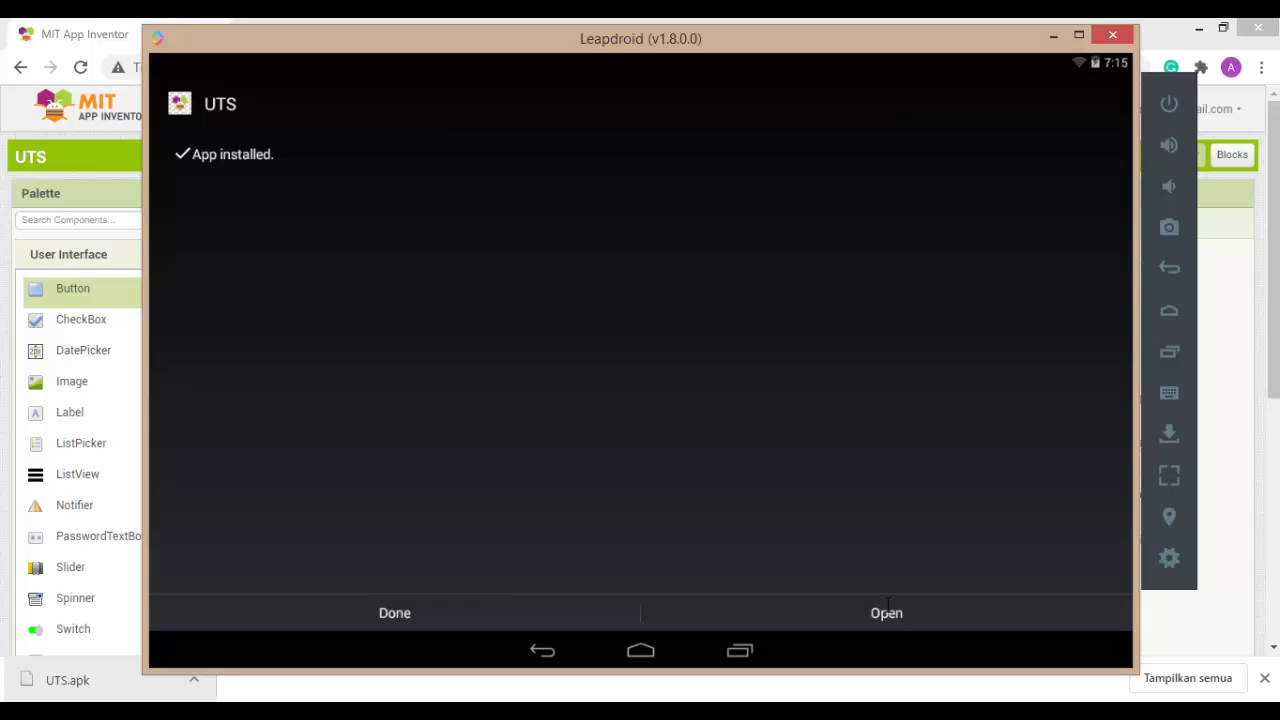 MIT App Inventor
Leapdroid (v1.8.0.0)
7:15
UTS
App installed.
MIT
APP INVENTO
UTS
ail.com
Blocks
Palette
Search Components...
User Interface
Button
CheckBox
DatePicker
Image
Label
ListPicker
ListView
Notifier
PasswordTextBo
Slider
Spinner
Switch
Done
Open
UTS.apk
Tampilkan semua
A